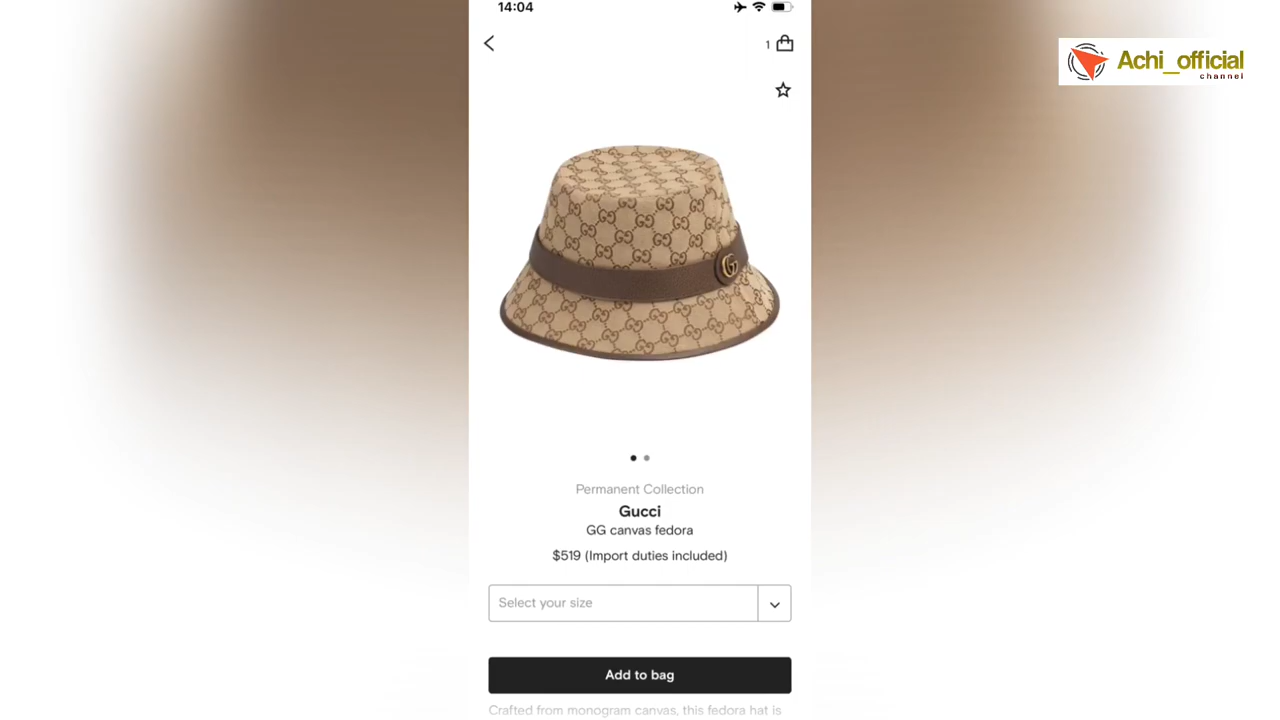 14:04
Achi_official
channel
1
Permanent Collection
Gucci
GG canvas fedora
$519 (Import duties included)
Select your size
Add to bag
Crafted from monogram canvas, this fedora hat is